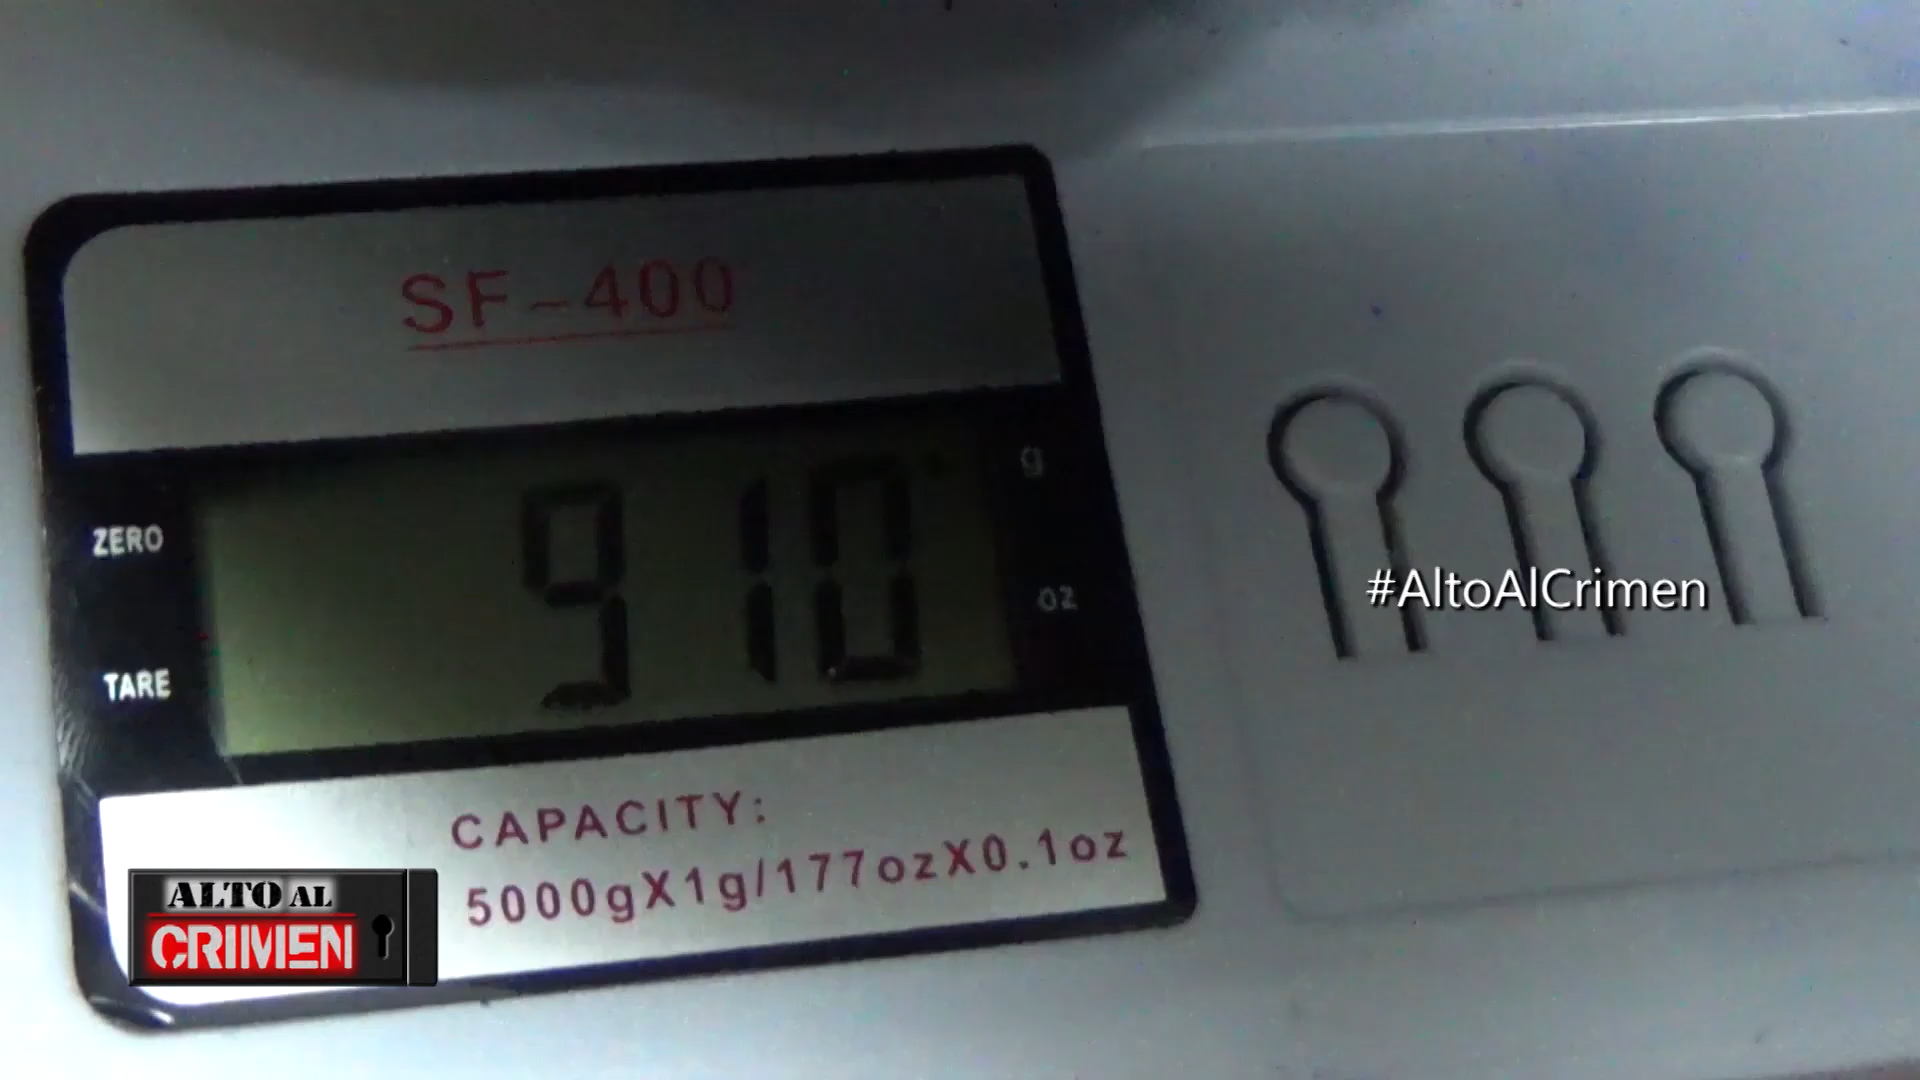 SF-400
g
910
ZERO
oz
TARE
#AltoAlCrimen
CAPACITY:
5000gX1g/177ozX0.1oz
ALTO AL
CRIMEN